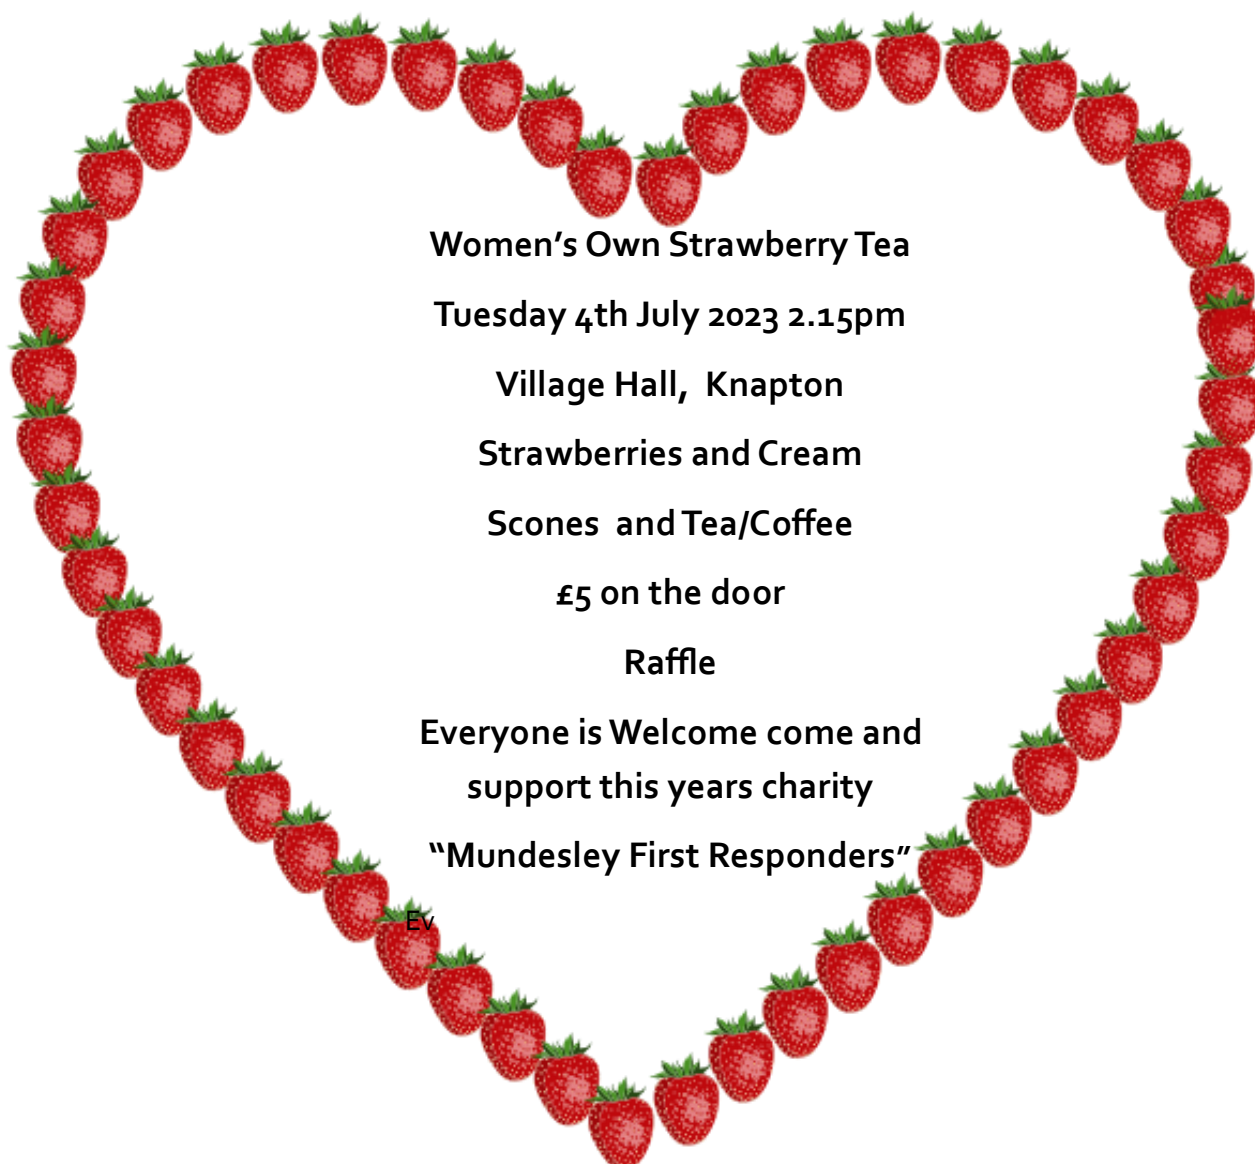 Women’s Own Strawberry Tea
Tuesday 4th July 2023 2.15pm
Village Hall,  Knapton
Strawberries and Cream
Scones  and Tea/Coffee
£5 on the door
Raffle
Everyone is Welcome come and
support this years charity
“Mundesley First Responders”
Ev